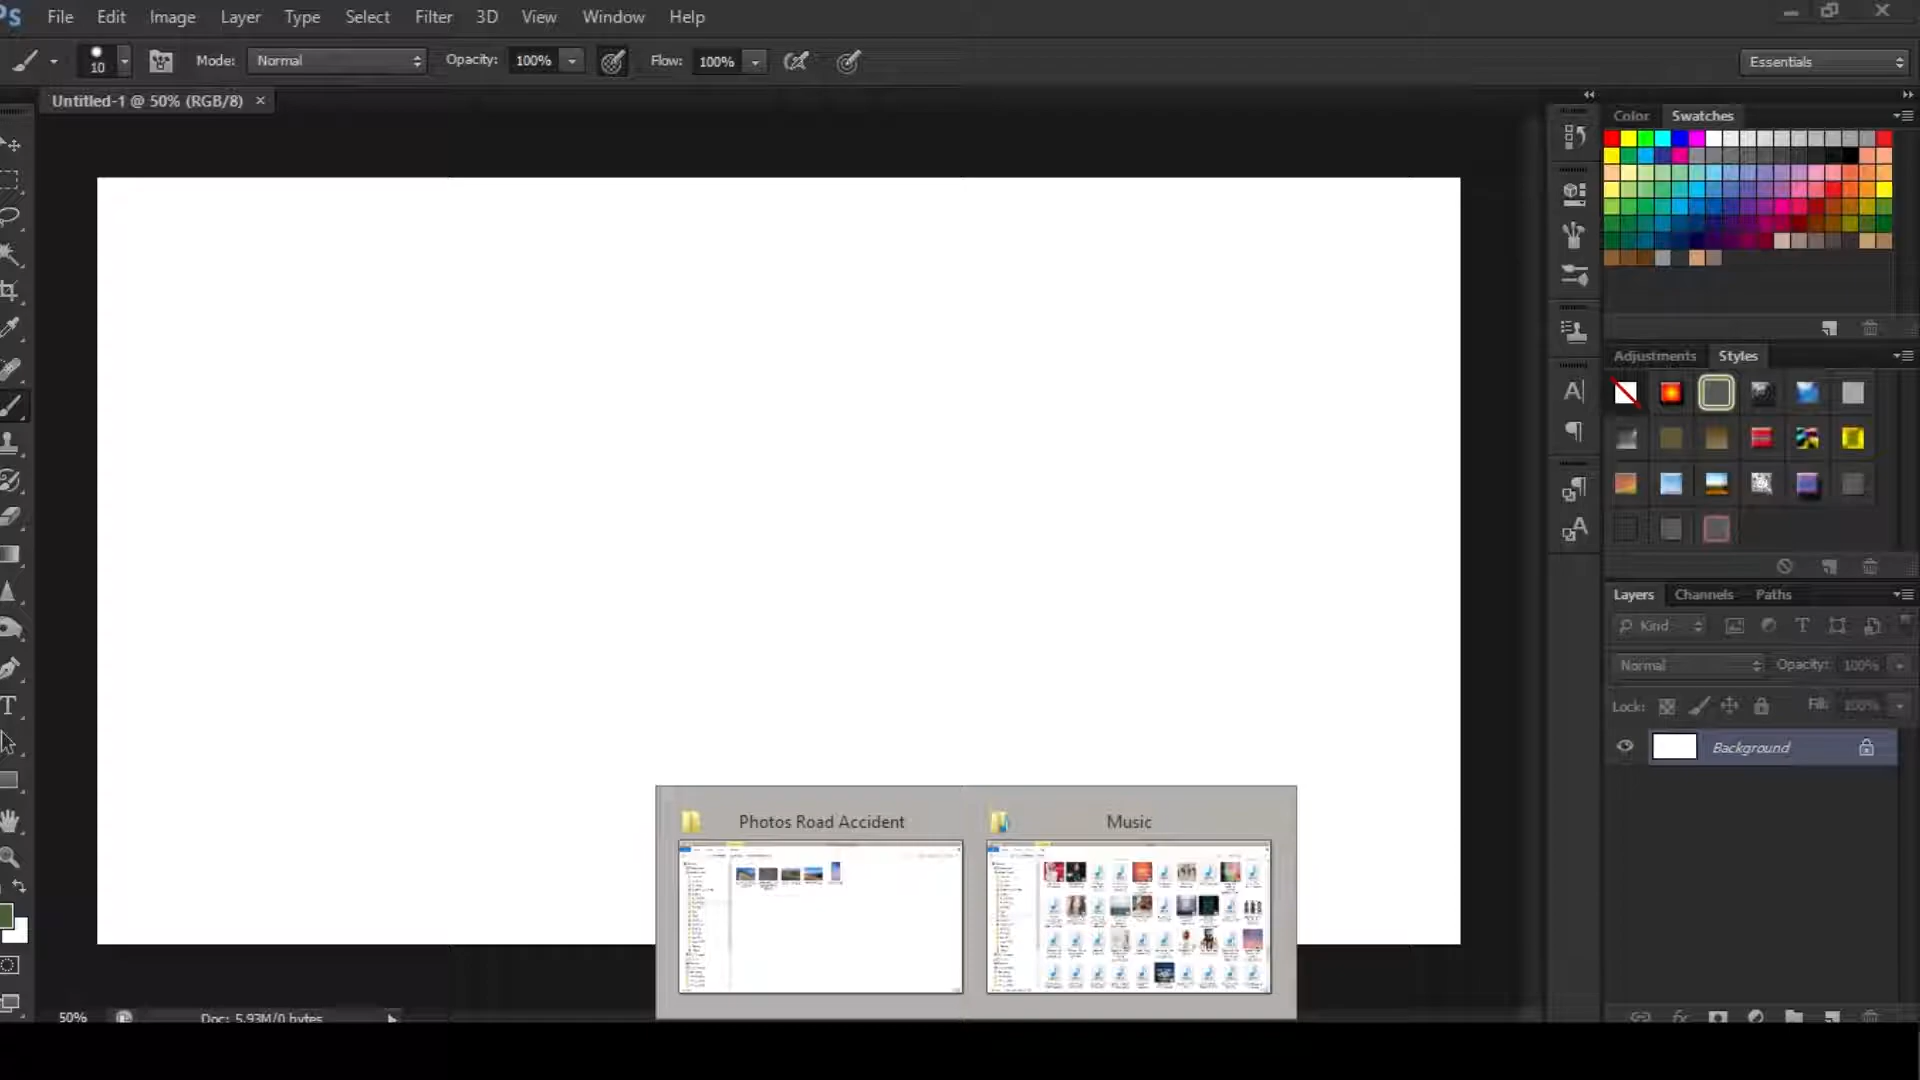 Ps File Edit Image Layer Type Select Filter 3D View Window Help
10 Mode: Normal Opacity: 100% Flow: 100% Essentials
Untitled-1 @ 50% (RGB/8) ×
Color Swatches
Adjustments Styles
Layers Channels Paths
Kind
Normal Opacity: 100%
Lock: Fill: 100%
Background
Photos Road Accident Music
50% Doc: 5.93M/0 bytes